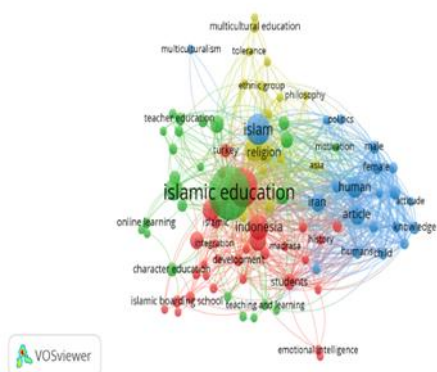 multicultural education
multiculturalism
tolerance
ethnic group
philosophy
teacher education
islam
politics
motivation
male
turkey
religion
asia
female
islamic education
human
attitude
iran
article
knowledge
online learning
islamic
indonesia
integration
madrasa
history
humans
child
development
character education
students
islamic boarding school
teaching and learning
emotional intelligence
VOSviewer